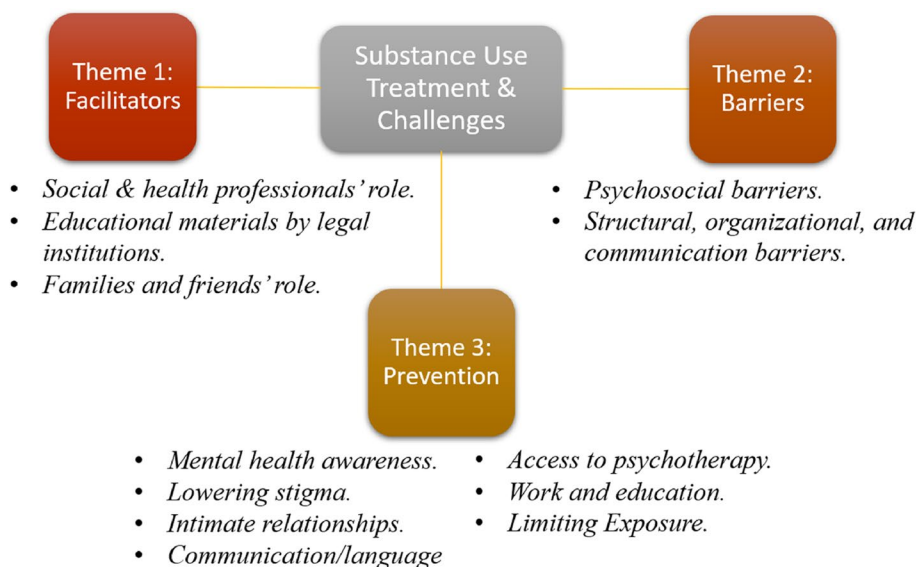 Theme 1:
Facilitators
Substance Use
Treatment &
Challenges
Theme 2:
Barriers
• Social & health professionals' role.
• Educational materials by legal
institutions.
• Families and friends' role.
• Psychosocial barriers.
• Structural, organizational, and
communication barriers.
Theme 3:
Prevention
• Mental health awareness.
• Lowering stigma.
• Intimate relationships.
• Communication/language
• Access to psychotherapy.
• Work and education.
• Limiting Exposure.